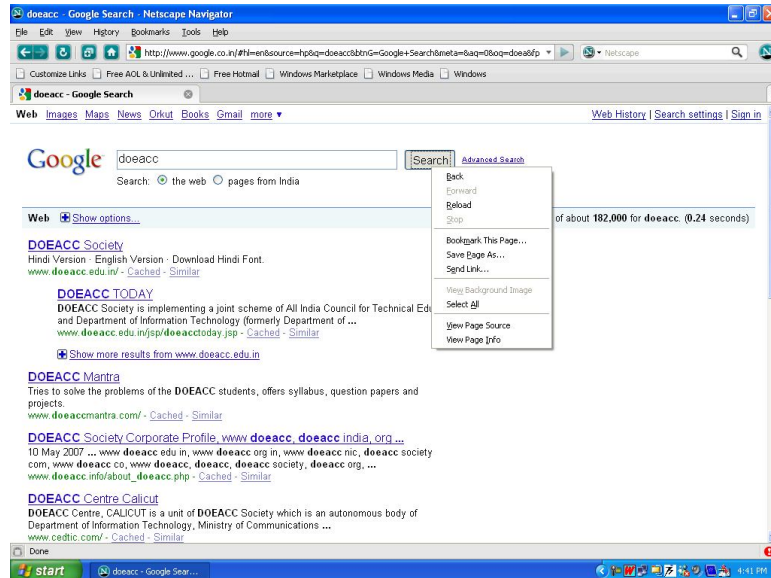 doeacc - Google Search - Netscape Navigator
File Edit View History Bookmarks Tools Help
http://www.google.co.in/#hl=en&source=hp&q=doeacc&btnG=Google+Search&meta=&aq=0&oq=doea&fp
Netscape
Customize Links Free AOL & Unlimited ... Free Hotmail Windows Marketplace Windows Media Windows
doeacc - Google Search
Web Images Maps News Orkut Books Gmail more ▼ Web History | Search settings | Sign in
Google doeacc Search Advanced Search
Search: the web pages from India
Web Show options... of about 182,000 for doeacc. (0.24 seconds)
Back
Forward
Reload
Stop
Bookmark This Page...
Save Page As...
Send Link...
View Background Image
Select All
View Page Source
View Page Info
DOEACC Society
Hindi Version · English Version · Download Hindi Font.
www.doeacc.edu.in/ - Cached - Similar
DOEACC TODAY
DOEACC Society is implementing a joint scheme of All India Council for Technical Edu
and Department of Information Technology (formerly Department of ...
www.doeacc.edu.in/jsp/doeacctoday.jsp - Cached - Similar
Show more results from www.doeacc.edu.in
DOEACC Mantra
Tries to solve the problems of the DOEACC students, offers syllabus, question papers and
projects.
www.doeaccmantra.com/ - Cached - Similar
DOEACC Society Corporate Profile, www doeacc, doeacc india, org ...
10 May 2007 ... www doeacc edu in, www doeacc org in, www doeacc nic, doeacc society
com, www doeacc co, www doeacc, doeacc, doeacc society, doeacc org, ...
www.doeacc.info/about_doeacc.php - Cached - Similar
DOEACC Centre Calicut
DOEACC Centre, CALICUT is a unit of DOEACC Society which is an autonomous body of
Department of Information Technology, Ministry of Communications ...
www.cedtic.com/ - Cached - Similar
Done
start doeacc - Google Sear... 4:41 PM